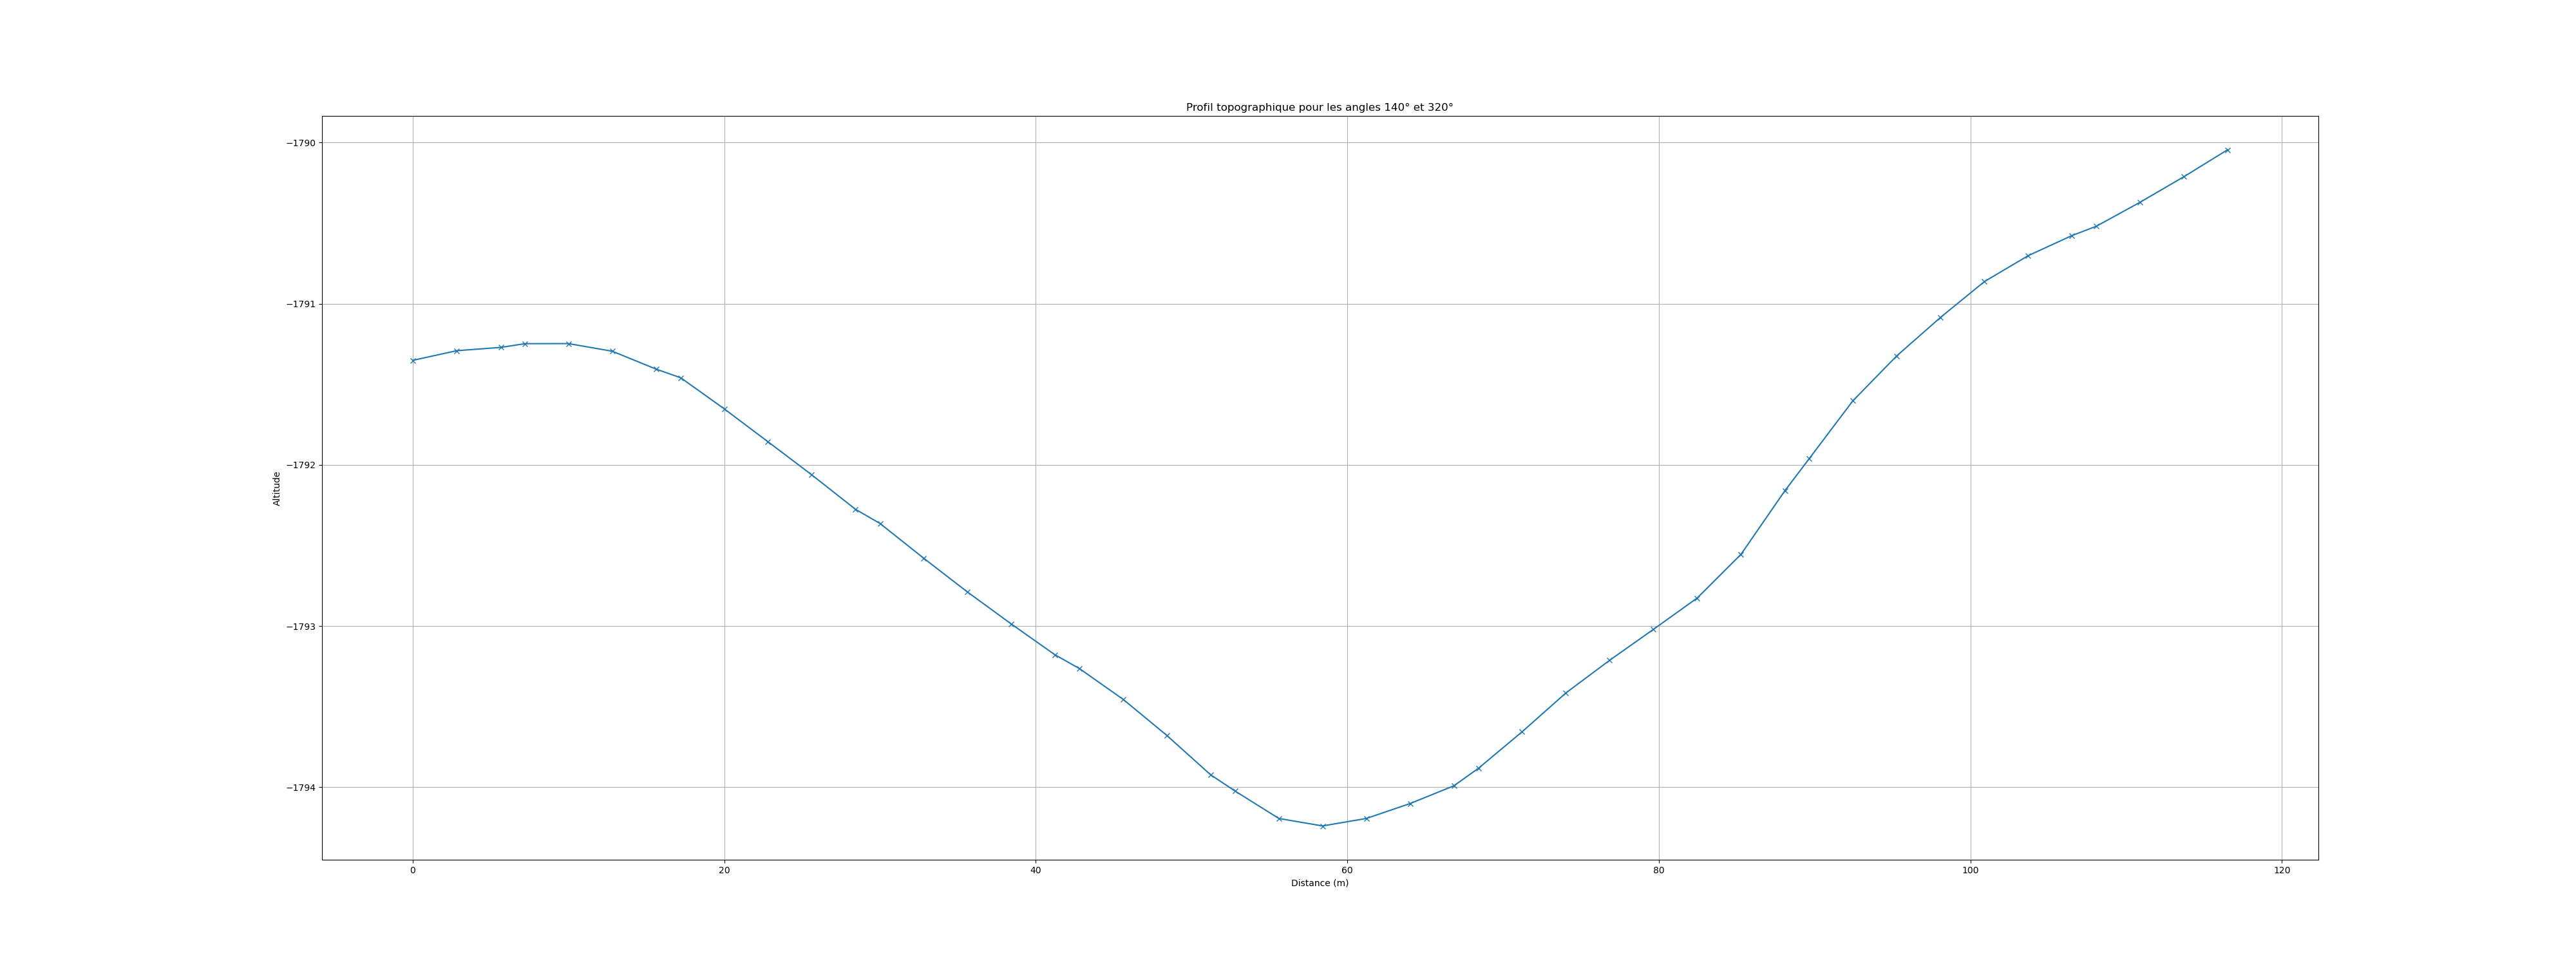 Profil topographique pour les angles 140° et 320°
Altitude
−1790
−1791
−1792
−1793
−1794
0 20 40 60 80 100 120
Distance (m)